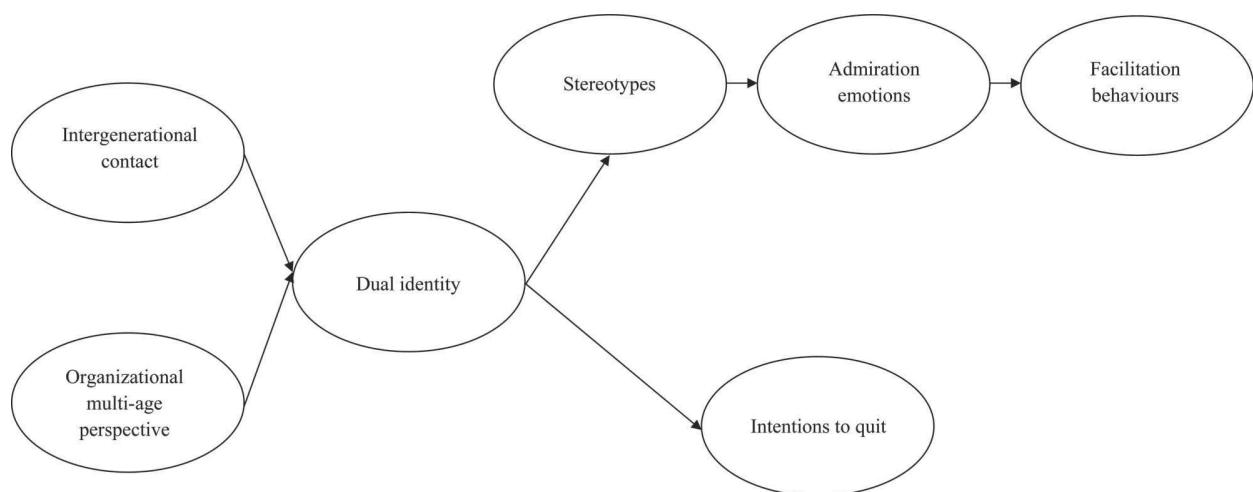 Intergenerational
contact
Organizational
multi-age
perspective
Dual identity
Stereotypes
Admiration
emotions
Facilitation
behaviours
Intentions to quit